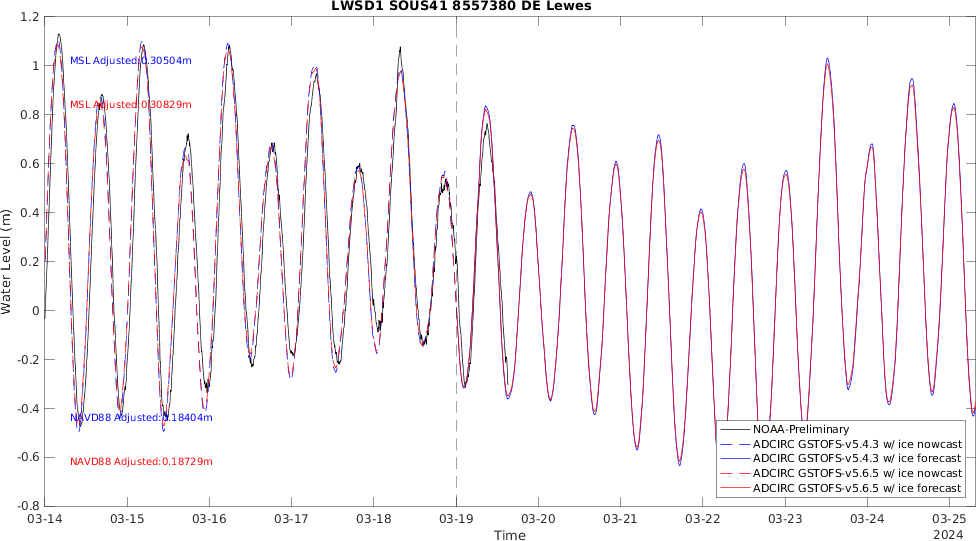 LWSD1 SOUS41 8557380 DE Lewes
1.2
1
0.8
0.6
0.4
0.2
0
-0.2
-0.4
-0.6
-0.8
Water Level (m)
MSL Adjusted:0.30504m
MSL Adjusted:0.30829m
NAVD88 Adjusted:0.18404m
NAVD88 Adjusted:0.18729m
NOAA-Preliminary
ADCIRC GSTOFS-v5.4.3 w/ ice nowcast
ADCIRC GSTOFS-v5.4.3 w/ ice forecast
ADCIRC GSTOFS-v5.6.5 w/ ice nowcast
ADCIRC GSTOFS-v5.6.5 w/ ice forecast
03-14 03-15 03-16 03-17 03-18 03-19 03-20 03-21 03-22 03-23 03-24 03-25
Time
2024